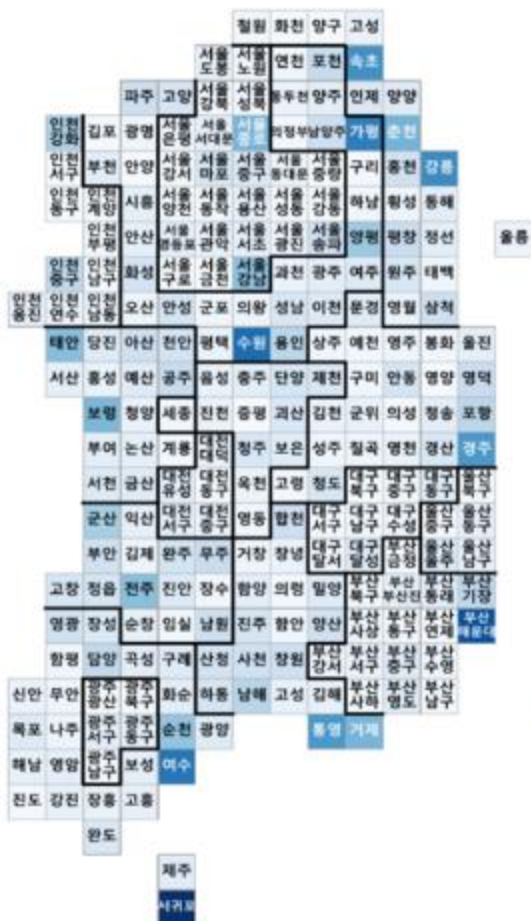 철원 화천 양구 고성
서울 도봉 서울 노원 연천 포천 속초
파주 고양 서울 강북 서울 성북 동두천 양주 인제 양양
인천 강화 김포 광명 서울 은평 서울 서대문 서울 종로 의정부 남양주 가평 춘천
인천 서구 부천 안양 서울 강서 서울 마포 서울 중구 서울 동대문 서울 중랑 구리 홍천 강릉
인천 동구 인천 계양 시흥 서울 양천 서울 동작 서울 용산 서울 성동 서울 강동 하남 횡성 동해
인천 부평 안산 서울 영등포 서울 관악 서울 서초 서울 광진 서울 송파 양평 평창 정선 울릉
인천 중구 인천 남구 화성 서울 구로 서울 금천 서울 강남 과천 광주 여주 원주 태백
인천 옹진 인천 연수 인천 남동 오산 안성 군포 의왕 성남 이천 문경 영월 삼척
태안 당진 아산 천안 평택 수원 용인 상주 예천 영주 봉화 울진
서산 홍성 예산 공주 음성 충주 단양 제천 구미 안동 영양 영덕
보령 청양 세종 진천 증평 괴산 김천 군위 의성 청송 포항
부여 논산 계룡 대전 대덕 청주 보은 성주 칠곡 영천 경산 경주
서천 금산 대전 유성 대전 동구 옥천 고령 청도 대구 북구 대구 중구 대구 동구 울산 북구
군산 익산 대전 서구 대전 중구 영동 합천 대구 서구 대구 남구 대구 수성 울산 중구 울산 동구
부안 김제 완주 무주 거창 창녕 대구 달서 대구 달성 부산 금정 울산 울주 울산 남구
고창 정읍 전주 진안 장수 함양 의령 밀양 부산 북구 부산 부산진 부산 동래 부산 기장
영광 장성 순창 임실 남원 진주 함안 양산 부산 사상 부산 동구 부산 연제 부산 해운대
함평 담양 곡성 구례 산청 사천 창원 부산 강서 부산 서구 부산 중구 부산 수영
신안 무안 광주 광산 광주 북구 화순 하동 남해 고성 김해 부산 사하 부산 영도 부산 남구
목포 나주 광주 서구 광주 동구 순천 광양 통영 거제
해남 영암 광주 남구 보성 여수
진도 강진 장흥 고흥
완도
제주
서귀포